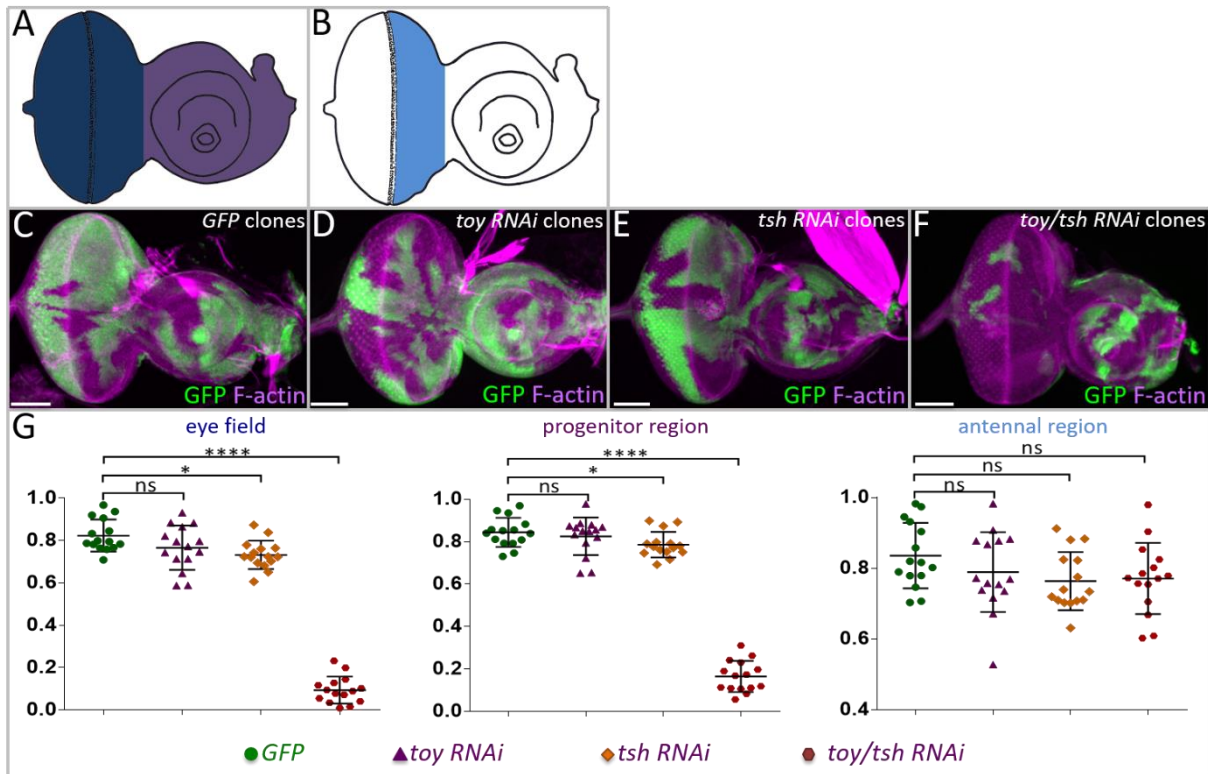 A
B
C
GFP clones
GFP F-actin
D
toy RNAi clones
GFP F-actin
E
tsh RNAi clones
GFP F-actin
F
toy/tsh RNAi clones
GFP F-actin
G
eye field
progenitor region
antennal region
****
*
ns
1.0
0.8
0.6
0.4
0.2
0.0
****
*
ns
1.0
0.8
0.6
0.4
0.2
0.0
ns
ns
ns
1.0
0.8
0.6
0.4
GFP
toy RNAi
tsh RNAi
toy/tsh RNAi